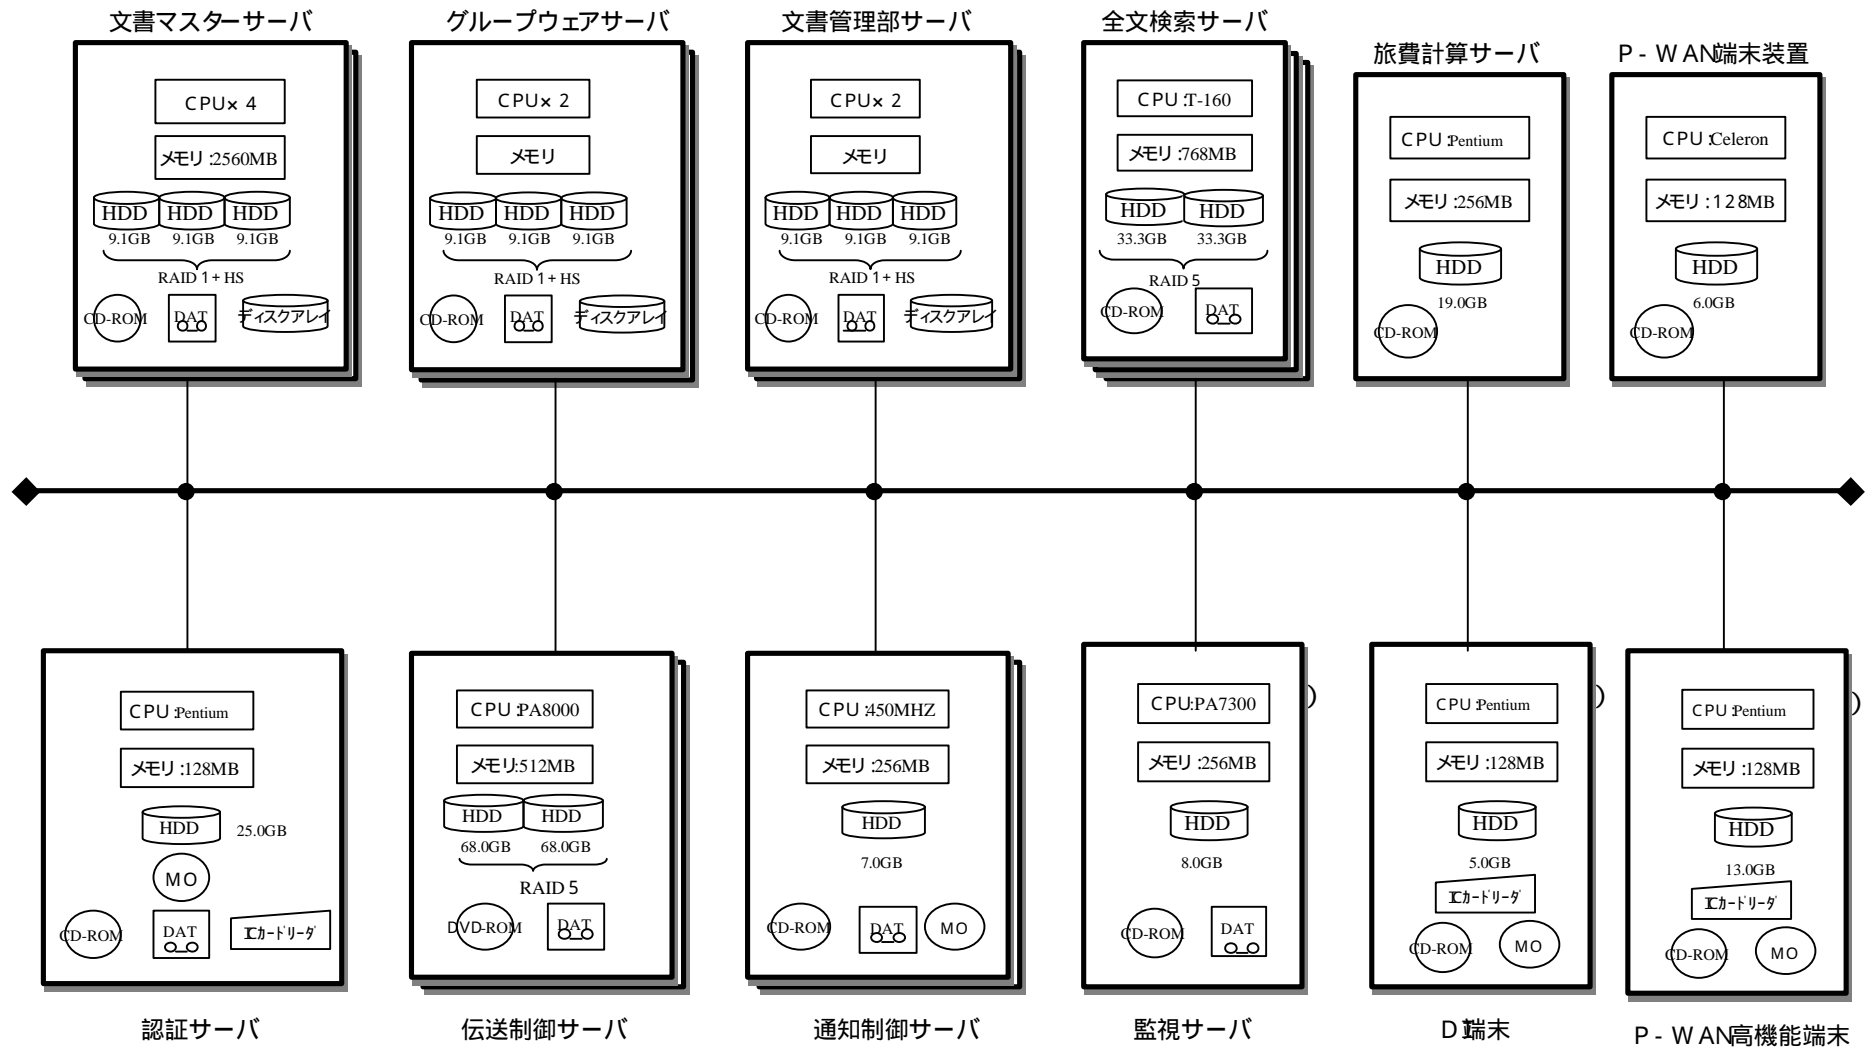 文書マスターサーバ
CPU×4
メモリ:2560MB
HDD HDD HDD
9.1GB 9.1GB 9.1GB
RAID 1+HS
CD-ROM DAT ディスクアレイ
グループウェアサーバ
CPU×2
メモリ
HDD HDD HDD
9.1GB 9.1GB 9.1GB
RAID 1+HS
CD-ROM DAT ディスクアレイ
文書管理部サーバ
CPU×2
メモリ
HDD HDD HDD
9.1GB 9.1GB 9.1GB
RAID 1+HS
CD-ROM DAT ディスクアレイ
全文検索サーバ
CPU:T-160
メモリ:768MB
HDD HDD
33.3GB 33.3GB
RAID 5
CD-ROM DAT
旅費計算サーバ
CPU:Pentium
メモリ:256MB
HDD
19.0GB
CD-ROM
P-WAN端末装置
CPU:Celeron
メモリ:128MB
HDD
6.0GB
CD-ROM
CPU:Pentium
メモリ:128MB
HDD 25.0GB
MO
CD-ROM DAT ICカードリーダ
認証サーバ
CPU:PA8000
メモリ:512MB
HDD HDD
68.0GB 68.0GB
RAID 5
DVD-ROM DAT
伝送制御サーバ
CPU:450MHZ
メモリ:256MB
HDD
7.0GB
CD-ROM DAT MO
通知制御サーバ
CPU:PA7300 )
メモリ:256MB
HDD
8.0GB
CD-ROM DAT
監視サーバ
CPU:Pentium )
メモリ:128MB
HDD
5.0GB
ICカードリーダ
CD-ROM MO
端末
CPU:Pentium )
メモリ:128MB
HDD
13.0GB
ICカードリーダ
CD-ROM MO
P-WAN高機能端末